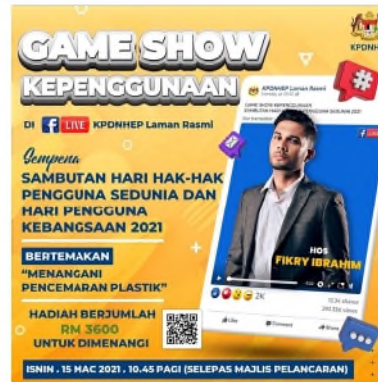 GAME SHOW
KEPENGGUNAAN
KPDNHEP
DI f LIVE KPDNHEP Laman Rasmi
Sempena
SAMBUTAN HARI HAK-HAK
PENGGUNA SEDUNIA DAN
HARI PENGGUNA
KEBANGSAAN 2021
BERTEMAKAN
"MENANGANI
PENCEMARAN PLASTIK"
HADIAH BERJUMLAH
RM 3600
UNTUK DIMENANGI
KPDNHEP Laman Rasmi
GAME SHOW KEPENGGUNAAN
HOS
FIKRY IBRAHIM
2K
Like
Comment
Share
ISNIN . 15 MAC 2021 . 10.45 PAGI (SELEPAS MAJLIS PELANCARAN)